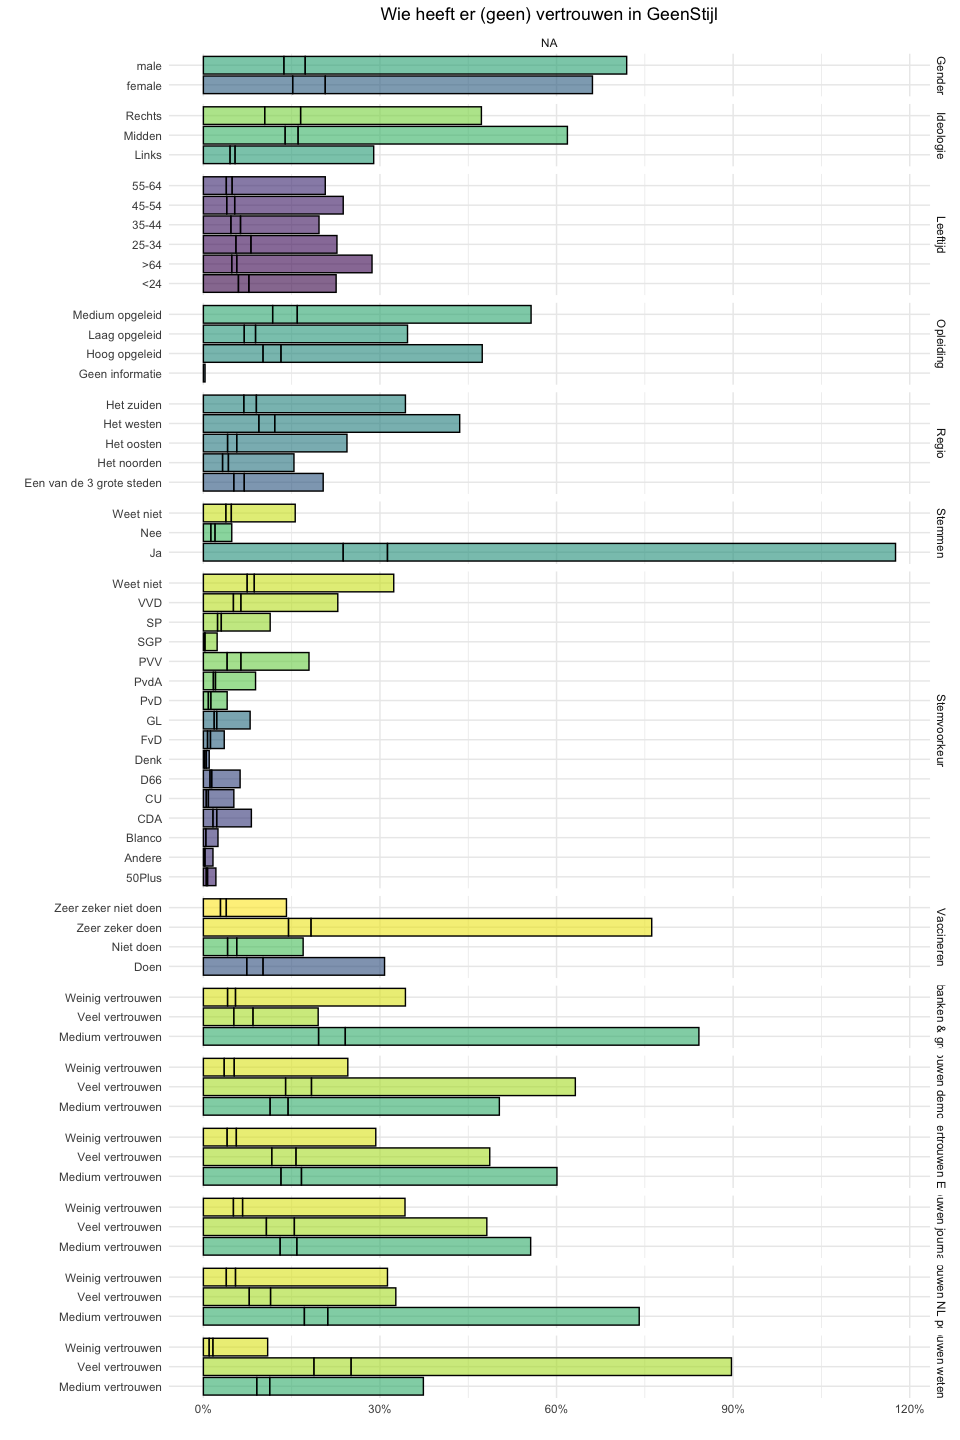 Wie heeft er (geen) vertrouwen in GeenStijl
NA
Gender
male
female
Ideologie
Rechts
Midden
Links
Leeftijd
55-64
45-54
35-44
25-34
>64
<24
Opleiding
Medium opgeleid
Laag opgeleid
Hoog opgeleid
Geen informatie
Regio
Het zuiden
Het westen
Het oosten
Het noorden
Een van de 3 grote steden
Stemmen
Weet niet
Nee
Ja
Stemvoorkeur
Weet niet
VVD
SP
SGP
PVV
PvdA
PvD
GL
FvD
Denk
D66
CU
CDA
Blanco
Andere
50Plus
Vaccineren
Zeer zeker niet doen
Zeer zeker doen
Niet doen
Doen
banken &
Weinig vertrouwen
Veel vertrouwen
Medium vertrouwen
Weinig vertrouwen
Veel vertrouwen
Medium vertrouwen
Weinig vertrouwen
Veel vertrouwen
Medium vertrouwen
Weinig vertrouwen
Veel vertrouwen
Medium vertrouwen
NL
Weinig vertrouwen
Veel vertrouwen
Medium vertrouwen
Weinig vertrouwen
Veel vertrouwen
Medium vertrouwen
0%
30%
60%
90%
120%